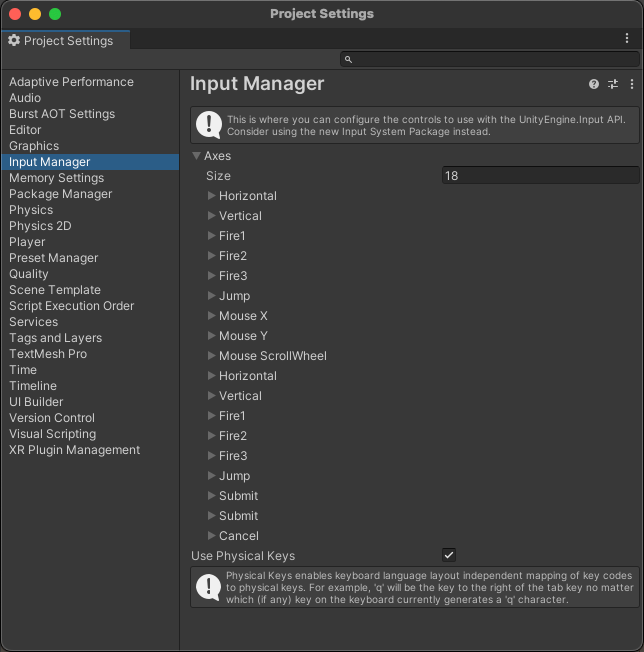 Project Settings
Project Settings
Adaptive Performance
Audio
Burst AOT Settings
Editor
Graphics
Input Manager
Memory Settings
Package Manager
Physics
Physics 2D
Player
Preset Manager
Quality
Scene Template
Script Execution Order
Services
Tags and Layers
TextMesh Pro
Time
Timeline
UI Builder
Version Control
Visual Scripting
XR Plugin Management
Input Manager
This is where you can configure the controls to use with the UnityEngine.Input API.
Consider using the new Input System Package instead.
Axes
Size 18
Horizontal
Vertical
Fire1
Fire2
Fire3
Jump
Mouse X
Mouse Y
Mouse ScrollWheel
Horizontal
Vertical
Fire1
Fire2
Fire3
Jump
Submit
Submit
Cancel
Use Physical Keys
Physical Keys enables keyboard language layout independent mapping of key codes
to physical keys. For example, 'q' will be the key to the right of the tab key no matter
which (if any) key on the keyboard currently generates a 'q' character.